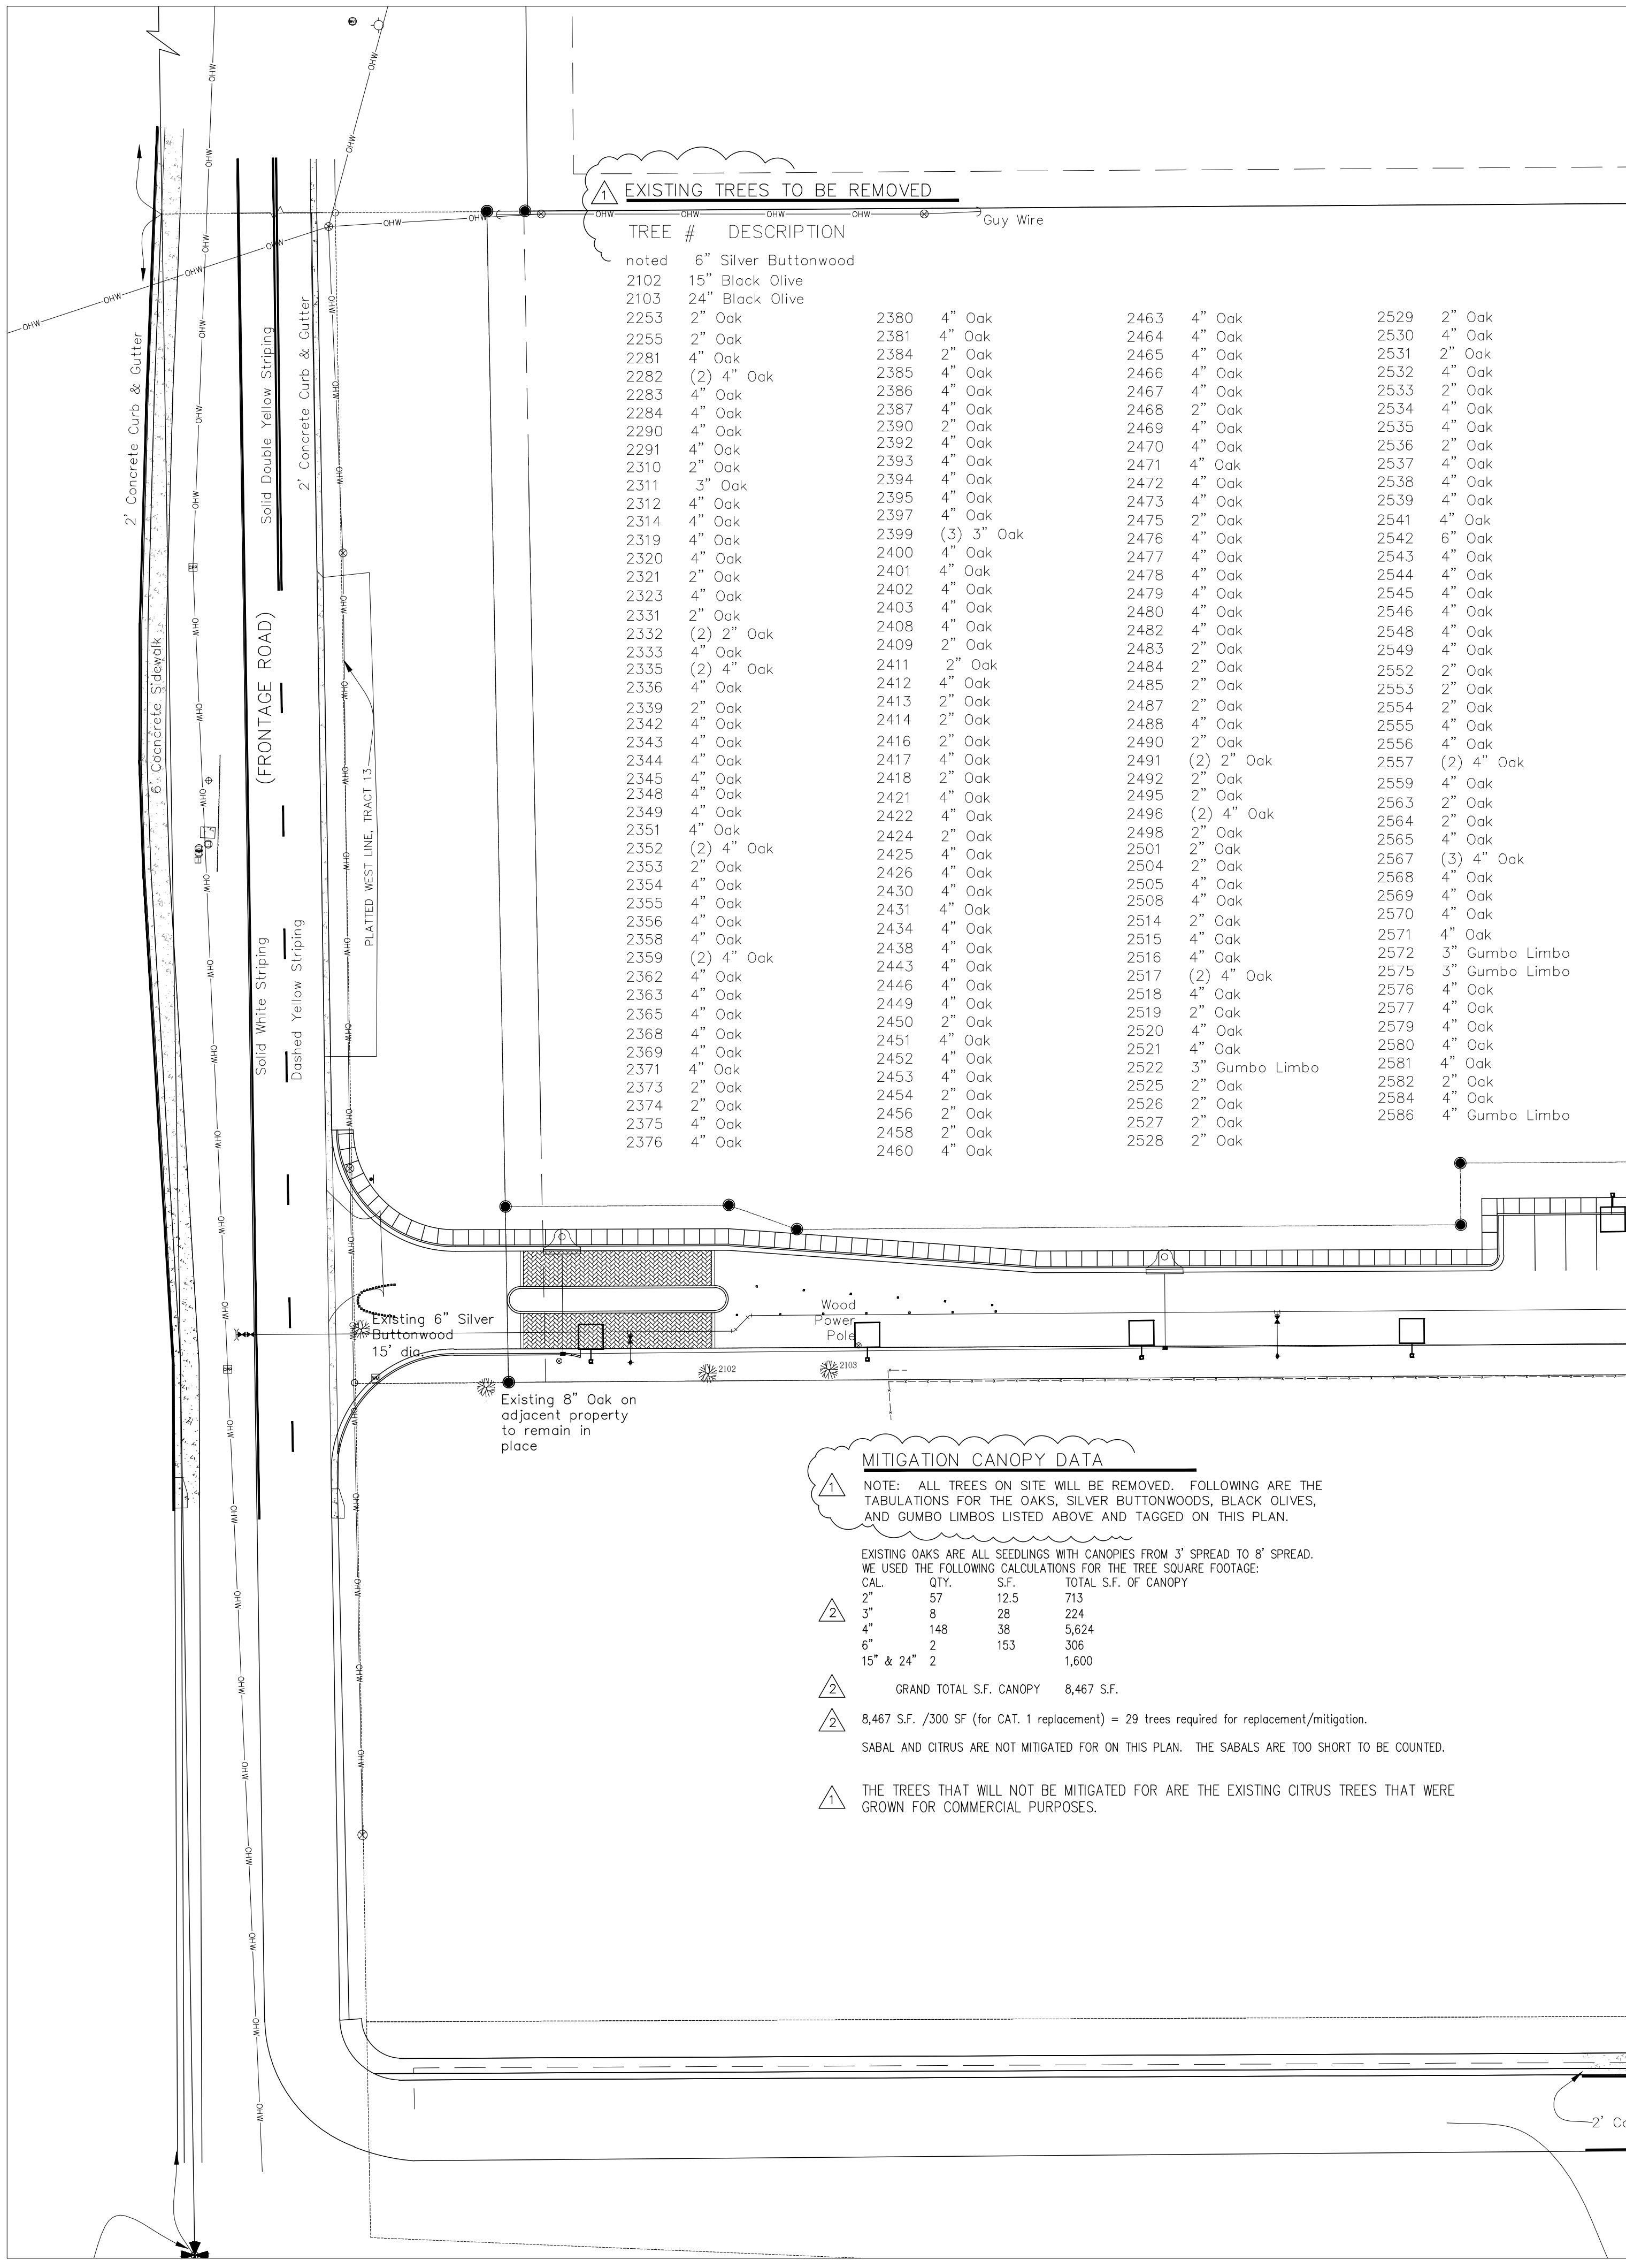 1 EXISTING TREES TO BE REMOVED
Guy Wire
TREE # DESCRIPTION
noted 6” Silver Buttonwood
2102 15” Black Olive
2103 24” Black Olive
2253 2” Oak
2255 2” Oak
2281 4” Oak
2282 (2) 4” Oak
2283 4” Oak
2284 4” Oak
2290 4” Oak
2291 4” Oak
2310 2” Oak
2311 3” Oak
2312 4” Oak
2314 4” Oak
2319 4” Oak
2320 4” Oak
2321 2” Oak
2323 4” Oak
2331 2” Oak
2332 (2) 2” Oak
2333 4” Oak
2335 (2) 4” Oak
2336 4” Oak
2339 2” Oak
2342 4” Oak
2343 4” Oak
2344 4” Oak
2345 4” Oak
2348 4” Oak
2349 4” Oak
2351 4” Oak
2352 (2) 4” Oak
2353 2” Oak
2354 4” Oak
2355 4” Oak
2356 4” Oak
2358 4” Oak
2359 (2) 4” Oak
2362 4” Oak
2363 4” Oak
2365 4” Oak
2368 4” Oak
2369 4” Oak
2371 4” Oak
2373 2” Oak
2374 2” Oak
2375 4” Oak
2376 4” Oak
2380 4” Oak
2381 4” Oak
2384 2” Oak
2385 4” Oak
2386 4” Oak
2387 4” Oak
2390 2” Oak
2392 4” Oak
2393 4” Oak
2394 4” Oak
2395 4” Oak
2397 4” Oak
2399 (3) 3” Oak
2400 4” Oak
2401 4” Oak
2402 4” Oak
2403 4” Oak
2408 4” Oak
2409 2” Oak
2411 2” Oak
2412 4” Oak
2413 2” Oak
2414 2” Oak
2416 2” Oak
2417 4” Oak
2418 2” Oak
2421 4” Oak
2422 4” Oak
2424 2” Oak
2425 4” Oak
2426 4” Oak
2430 4” Oak
2431 4” Oak
2434 4” Oak
2438 4” Oak
2443 4” Oak
2446 4” Oak
2449 4” Oak
2450 2” Oak
2451 4” Oak
2452 4” Oak
2453 4” Oak
2454 2” Oak
2456 2” Oak
2458 2” Oak
2460 4” Oak
2463 4” Oak
2464 4” Oak
2465 4” Oak
2466 4” Oak
2467 4” Oak
2468 2” Oak
2469 4” Oak
2470 4” Oak
2471 4” Oak
2472 4” Oak
2473 4” Oak
2475 2” Oak
2476 4” Oak
2477 4” Oak
2478 4” Oak
2479 4” Oak
2480 4” Oak
2482 4” Oak
2483 2” Oak
2484 2” Oak
2485 2” Oak
2487 2” Oak
2488 4” Oak
2490 2” Oak
2491 (2) 2” Oak
2492 2” Oak
2495 2” Oak
2496 (2) 4” Oak
2498 2” Oak
2501 2” Oak
2504 2” Oak
2505 4” Oak
2508 4” Oak
2514 2” Oak
2515 4” Oak
2516 4” Oak
2517 (2) 4” Oak
2518 4” Oak
2519 2” Oak
2520 4” Oak
2521 4” Oak
2522 3” Gumbo Limbo
2525 2” Oak
2526 2” Oak
2527 2” Oak
2528 2” Oak
2529 2” Oak
2530 4” Oak
2531 2” Oak
2532 4” Oak
2533 2” Oak
2534 4” Oak
2535 4” Oak
2536 2” Oak
2537 4” Oak
2538 4” Oak
2539 4” Oak
2541 4” Oak
2542 6” Oak
2543 4” Oak
2544 4” Oak
2545 4” Oak
2546 4” Oak
2548 4” Oak
2549 4” Oak
2552 2” Oak
2553 2” Oak
2554 2” Oak
2555 4” Oak
2556 4” Oak
2557 (2) 4” Oak
2559 4” Oak
2563 2” Oak
2564 2” Oak
2565 4” Oak
2567 (3) 4” Oak
2568 4” Oak
2569 4” Oak
2570 4” Oak
2571 4” Oak
2572 3” Gumbo Limbo
2575 3” Gumbo Limbo
2576 4” Oak
2577 4” Oak
2579 4” Oak
2580 4” Oak
2581 4” Oak
2582 2” Oak
2584 4” Oak
2586 4” Gumbo Limbo
2’ Concrete Curb & Gutter
6’ Cocncrete Sidewalk
Solid Double Yellow Striping
2’ Concrete Curb & Gutter
(FRONTAGE ROAD)
PLATTED WEST LINE, TRACT 13
Solid White Striping
Dashed Yellow Striping
OHW
OHW
OHW
OHW
OHW
OHW
OHW
OHW
Existing 6” Silver
Buttonwood
15’ dia.
Wood
Power
Pole
2102
2103
Existing 8” Oak on
adjacent property
to remain in
place
MITIGATION CANOPY DATA
1 NOTE: ALL TREES ON SITE WILL BE REMOVED. FOLLOWING ARE THE
TABULATIONS FOR THE OAKS, SILVER BUTTONWOODS, BLACK OLIVES,
AND GUMBO LIMBOS LISTED ABOVE AND TAGGED ON THIS PLAN.
EXISTING OAKS ARE ALL SEEDLINGS WITH CANOPIES FROM 3’ SPREAD TO 8’ SPREAD.
WE USED THE FOLLOWING CALCULATIONS FOR THE TREE SQUARE FOOTAGE:
CAL. QTY. S.F. TOTAL S.F. OF CANOPY
2” 57 12.5 713
2 3” 8 28 224
4” 148 38 5,624
6” 2 153 306
15” & 24” 2 1,600
2 GRAND TOTAL S.F. CANOPY 8,467 S.F.
2 8,467 S.F. /300 SF (for CAT. 1 replacement) = 29 trees required for replacement/mitigation.
SABAL AND CITRUS ARE NOT MITIGATED FOR ON THIS PLAN. THE SABALS ARE TOO SHORT TO BE COUNTED.
1 THE TREES THAT WILL NOT BE MITIGATED FOR ARE THE EXISTING CITRUS TREES THAT WERE
GROWN FOR COMMERCIAL PURPOSES.
2’ Co